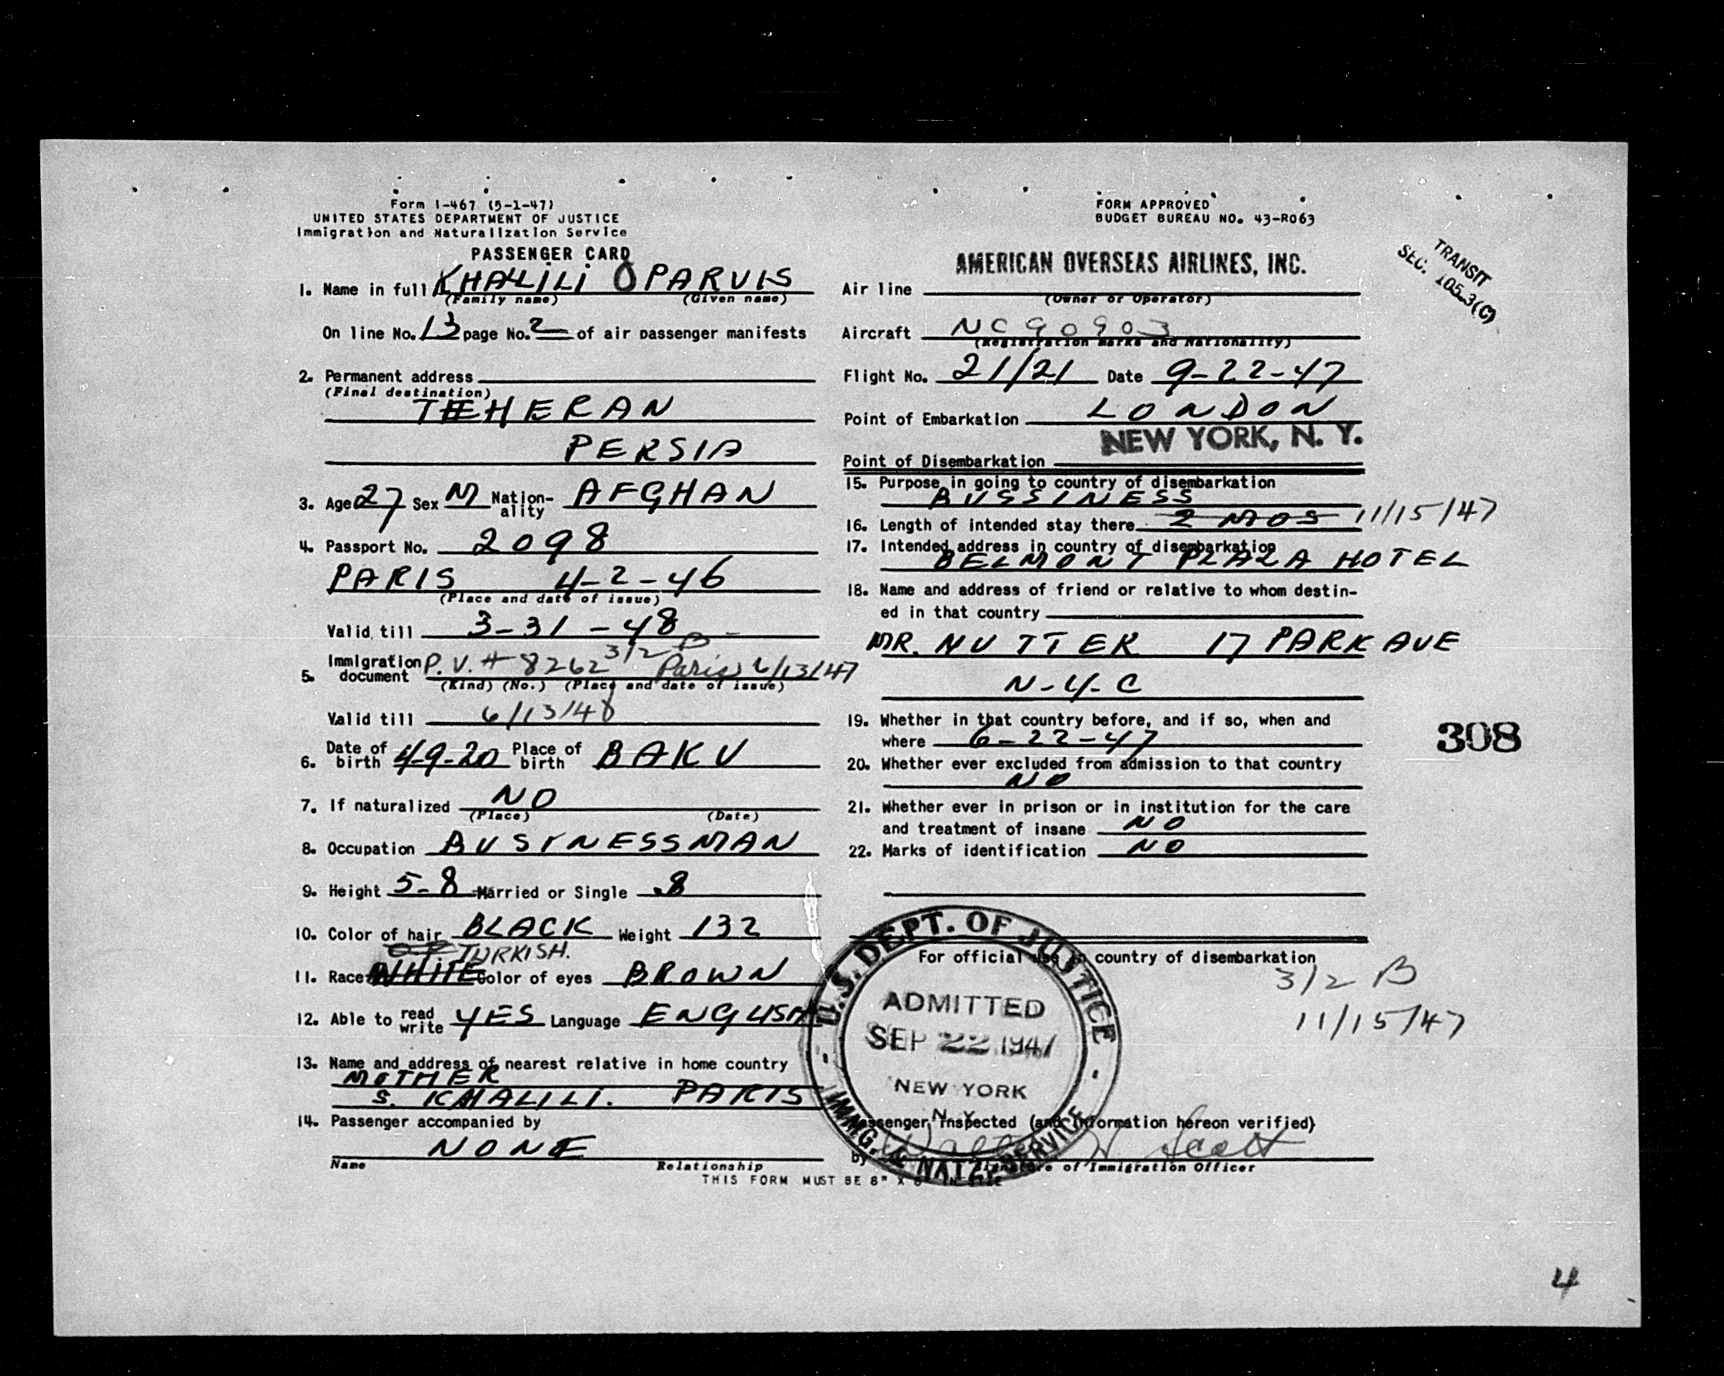 Form I-467 (5-1-47)
UNITED STATES DEPARTMENT OF JUSTICE
Immigration and Naturalization Service
PASSENGER CARD
1. Name in full KHALILI PARVIS
(Family name) (Given name)
On line No. 13 page No. 2 of air passenger manifests
2. Permanent address
(Final destination)
TEHERAN
PERSIA
3. Age 27 Sex M Nation-ality AFGHAN
4. Passport No. 2098
PARIS 4-2-46
(Place and date of issue)
Valid till 3-31-48
3/2 B
5. Immigration document P.V.# 8262 Paris 6/13/47
(Kind) (No.) (Place and date of issue)
Valid till 6/13/48
6. Date of birth 4-9-20 Place of birth BAKU
7. If naturalized NO
(Place) (Date)
8. Occupation BUSINESSMAN
9. Height 5-8 Married or Single
10. Color of hair BLACK Weight 132
TURKISH.
11. Race WHITE Color of eyes BROWN
12. Able to read write YES Language ENGLISH
13. Name and address of nearest relative in home country
MOTHER
S. KHALILI. PARIS
14. Passenger accompanied by
NONE
Name Relationship
THIS FORM MUST BE 8" X
FORM APPROVED
BUDGET BUREAU NO. 43-R063
AMERICAN OVERSEAS AIRLINES, INC.
Air line
(Owner or Operator)
Aircraft NC90903
(Registration marks and Nationality)
Flight No. 21/21 Date 9-22-47
Point of Embarkation LONDON
NEW YORK, N. Y.
Point of Disembarkation
15. Purpose in going to country of disembarkation
BUSSINESS
16. Length of intended stay there 2 MOS 11/15/47
17. Intended address in country of disembarkation
BELMONT PLAZA HOTEL
18. Name and address of friend or relative to whom destin-
ed in that country
MR. NUTTER 17 PARK AVE
N-Y-C
19. Whether in that country before, and if so, when and
where 6-22-47
20. Whether ever excluded from admission to that country
NO
21. Whether ever in prison or in institution for the care
and treatment of insane NO
22. Marks of identification NO
For official use in country of disembarkation
3/2 B
11/15/47
U.S. DEPT. OF JUSTICE
ADMITTED
SEP 22 1947
NEW YORK
N. Y.
IMMG. & NATZ. SERVICE
Passenger Inspected (and information hereon verified)
by Walter W Scott
Signature of Immigration Officer
TRANSIT
SEC. 105.3(C)
308
4